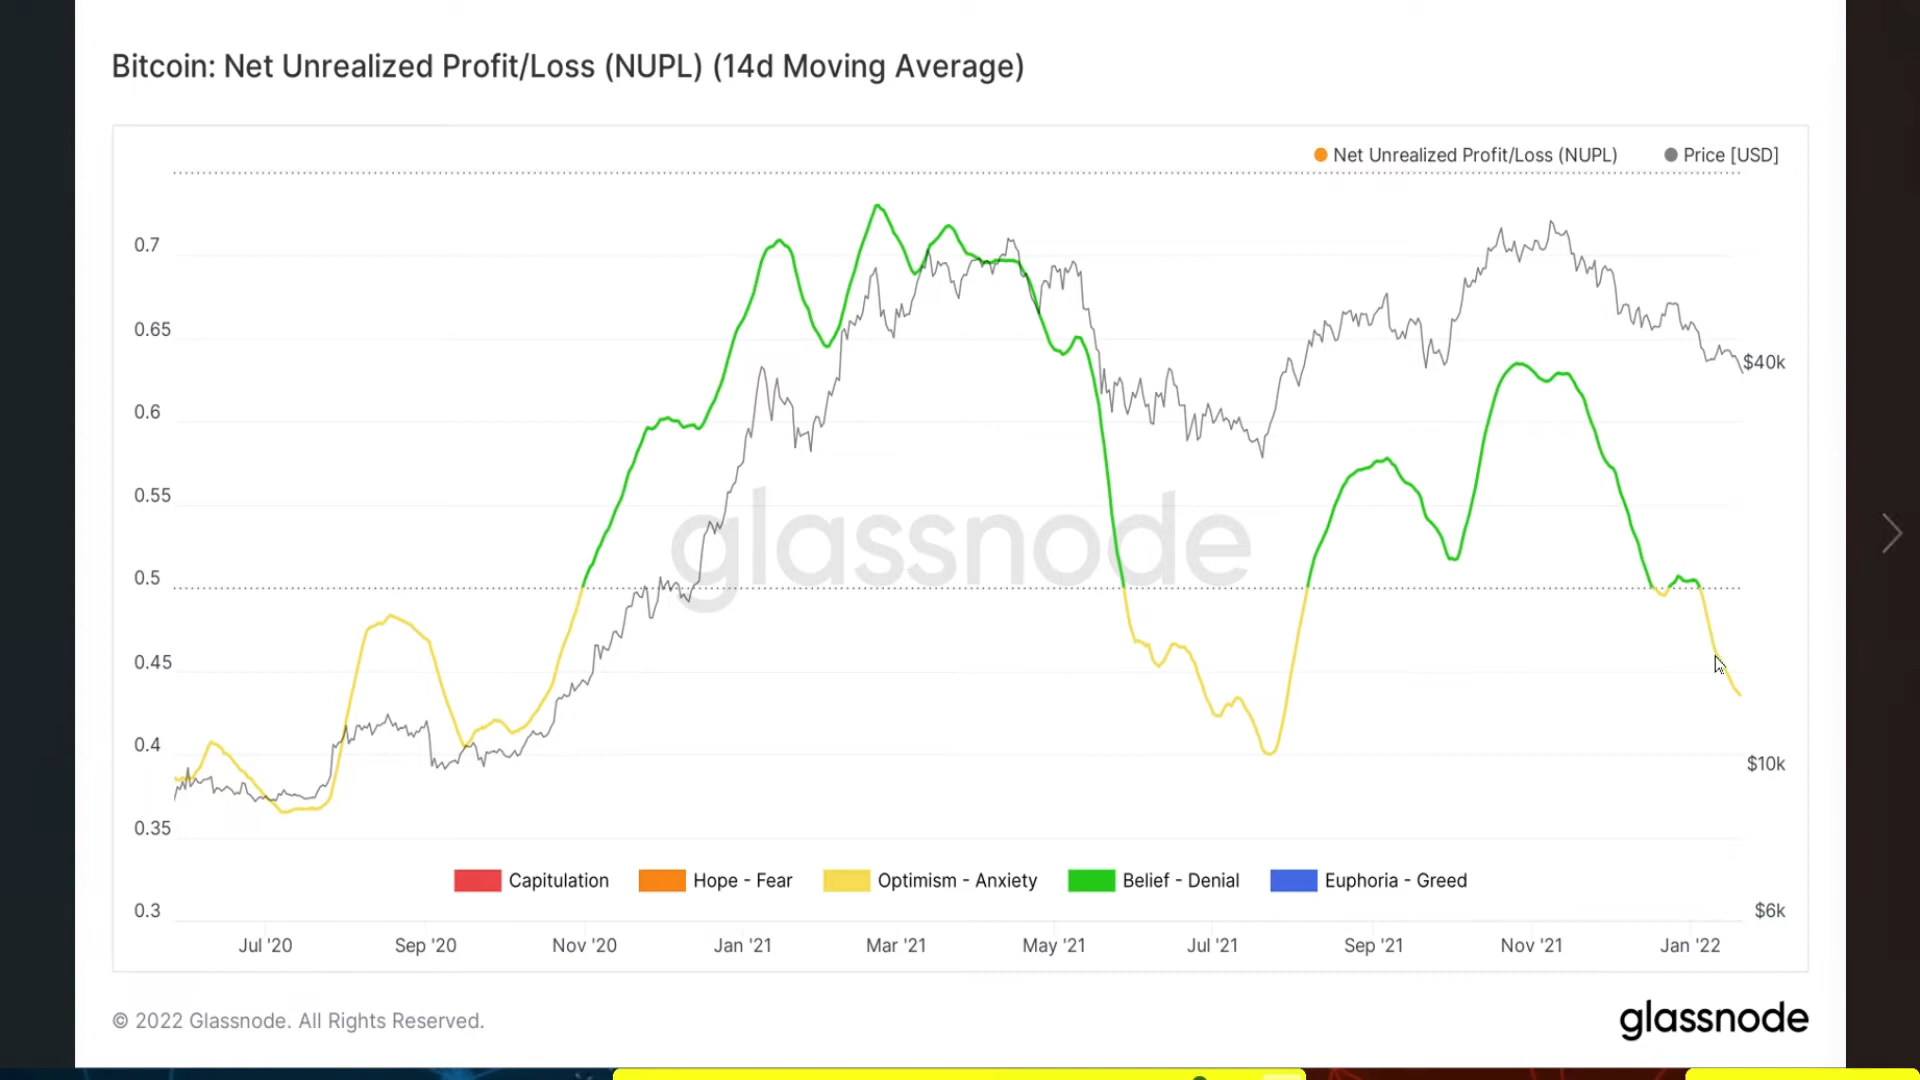 Bitcoin: Net Unrealized Profit/Loss (NUPL) (14d Moving Average)
Net Unrealized Profit/Loss (NUPL) Price [USD]
0.7
0.65
$40k
0.6
0.55
glassnode
0.5
0.45
0.4
$10k
0.35
Capitulation Hope - Fear Optimism - Anxiety Belief - Denial Euphoria - Greed
0.3 $6k
Jul '20 Sep '20 Nov '20 Jan '21 Mar '21 May '21 Jul '21 Sep '21 Nov '21 Jan '22
© 2022 Glassnode. All Rights Reserved. glassnode